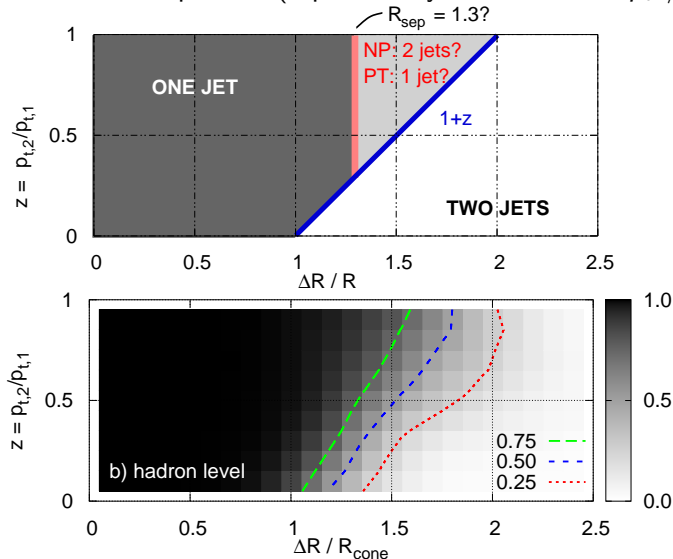 R_sep = 1.3?
1
NP: 2 jets?
PT: 1 jet?
ONE JET
z = p_t,2/p_t,1
0.5
1+z
TWO JETS
0
0 0.5 1 1.5 2 2.5
ΔR / R
1 1.0
z = p_t,2/p_t,1
0.5 0.5
0.75
0.50
b) hadron level
0.25
0 0.0
0 0.5 1 1.5 2 2.5
ΔR / R_cone